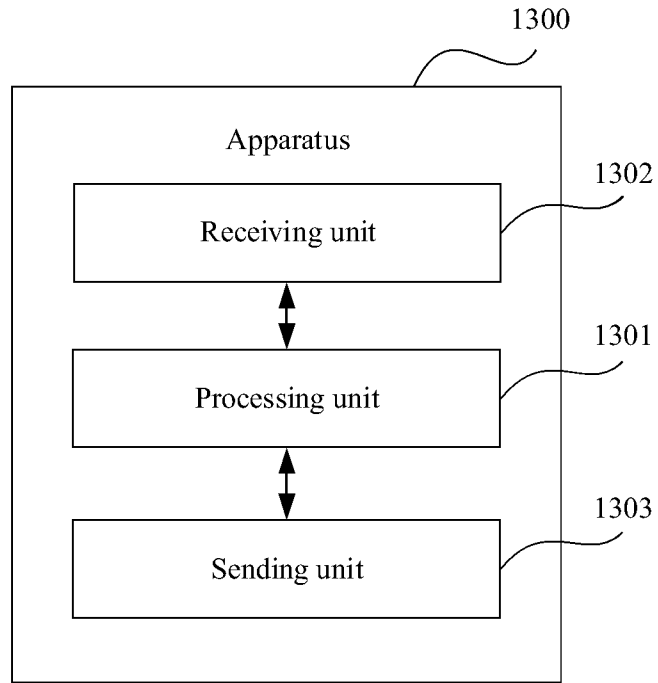 1300
Apparatus
1302
Receiving unit
1301
Processing unit
1303
Sending unit